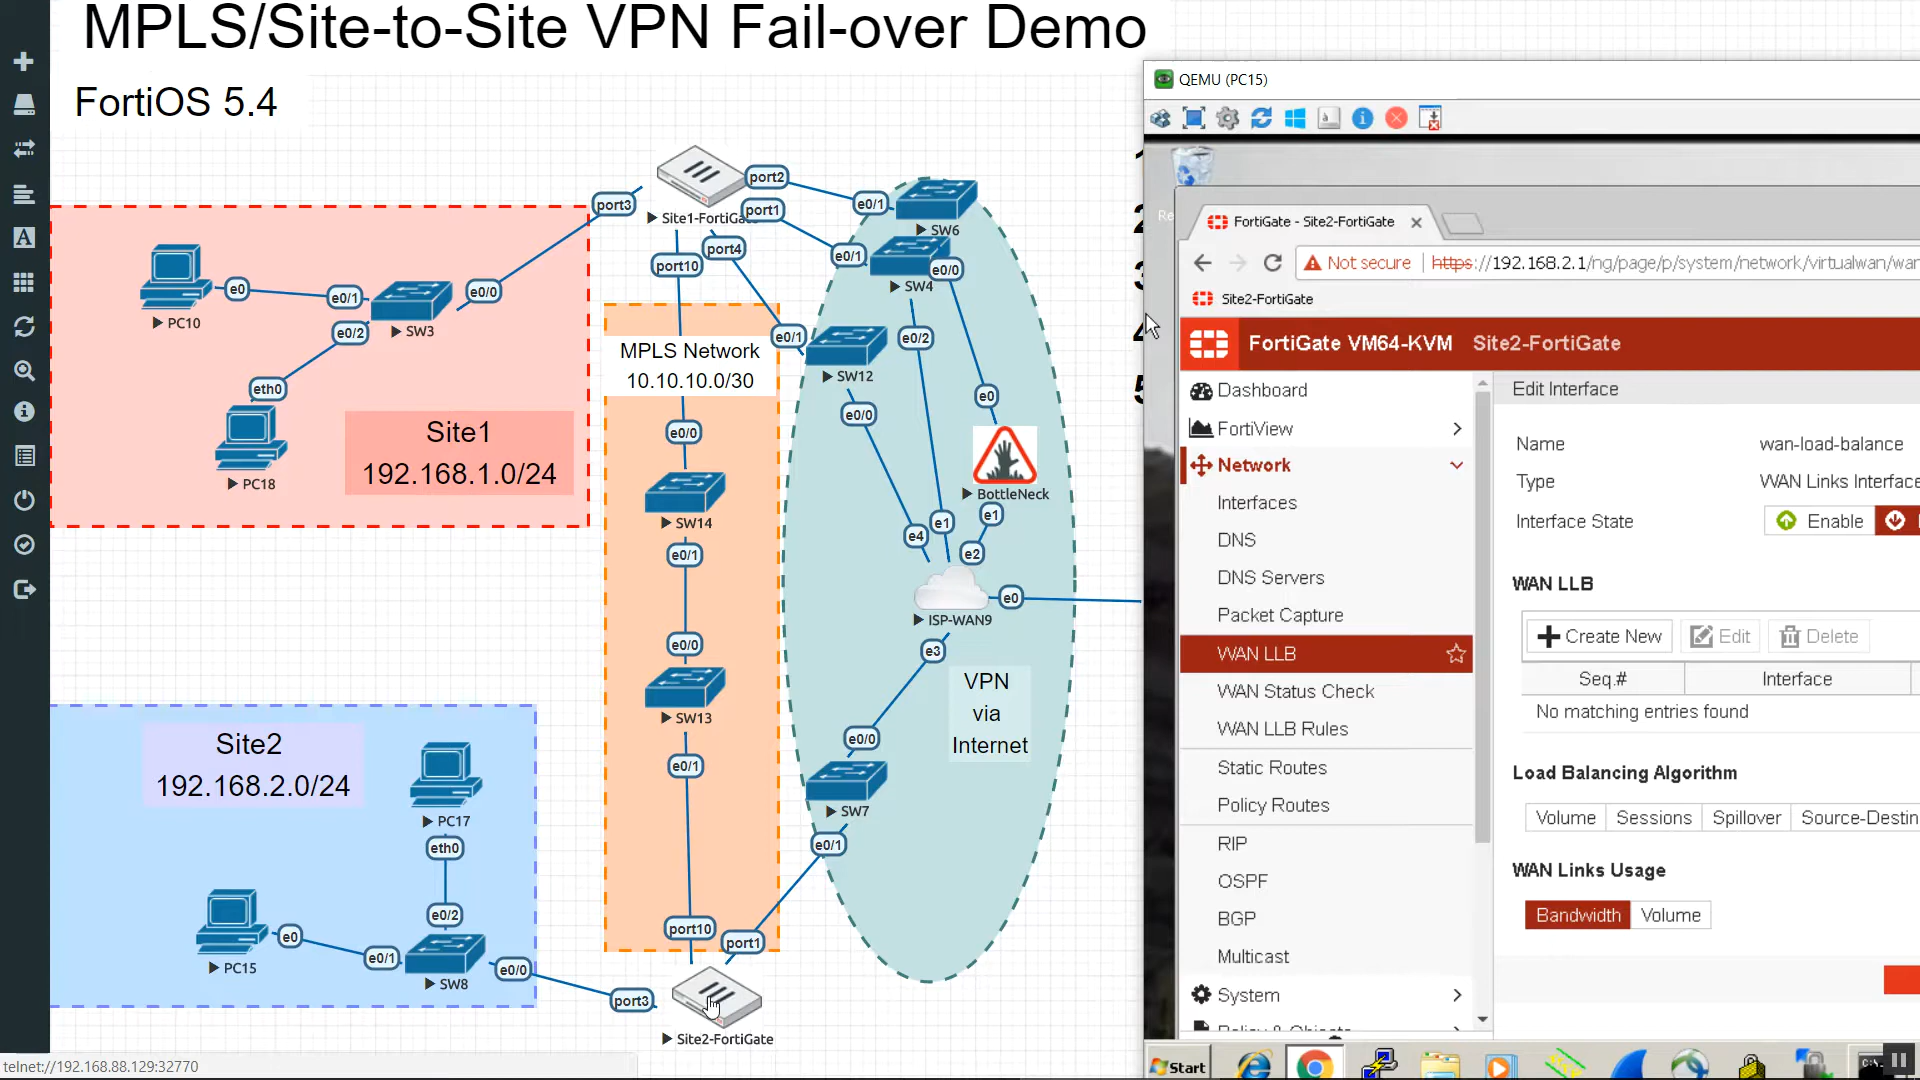 MPLS/Site-to-Site VPN Fail-over Demo
FortiOS 5.4
port3
port2
port1
Site1-FortiGa
port4
port10
e0/1
SW6
e0/1
e0/0
SW4
e0
e0/1
e0/0
PC10
e0/2
SW3
eth0
PC18
Site1
192.168.1.0/24
MPLS Network
10.10.10.0/30
e0/1
SW12
e0/2
e0/0
e0
BottleNeck
e0/0
SW14
e0/1
e4
e1
e1
e2
ISP-WAN9
e0
e3
e0/0
SW13
e0/1
VPN
via
Internet
e0/0
SW7
e0/1
Site2
192.168.2.0/24
PC17
eth0
e0/2
PC15
e0
e0/1
SW8
e0/0
port3
port10
port1
Site2-FortiGate
telnet://192.168.88.129:32770
QEMU (PC15)
Re
FortiGate - Site2-FortiGate
Not secure
https://192.168.2.1/ng/page/p/system/network/virtualwan/wan
Site2-FortiGate
FortiGate VM64-KVM Site2-FortiGate
Dashboard
FortiView
Network
Interfaces
DNS
DNS Servers
Packet Capture
WAN LLB
WAN Status Check
WAN LLB Rules
Static Routes
Policy Routes
RIP
OSPF
BGP
Multicast
System
Policy & Objects
Edit Interface
Name wan-load-balance
Type WAN Links Interface
Interface State Enable
WAN LLB
Create New Edit Delete
Seq.# Interface
No matching entries found
Load Balancing Algorithm
Volume Sessions Spillover Source-Destin
WAN Links Usage
Bandwidth Volume
Start